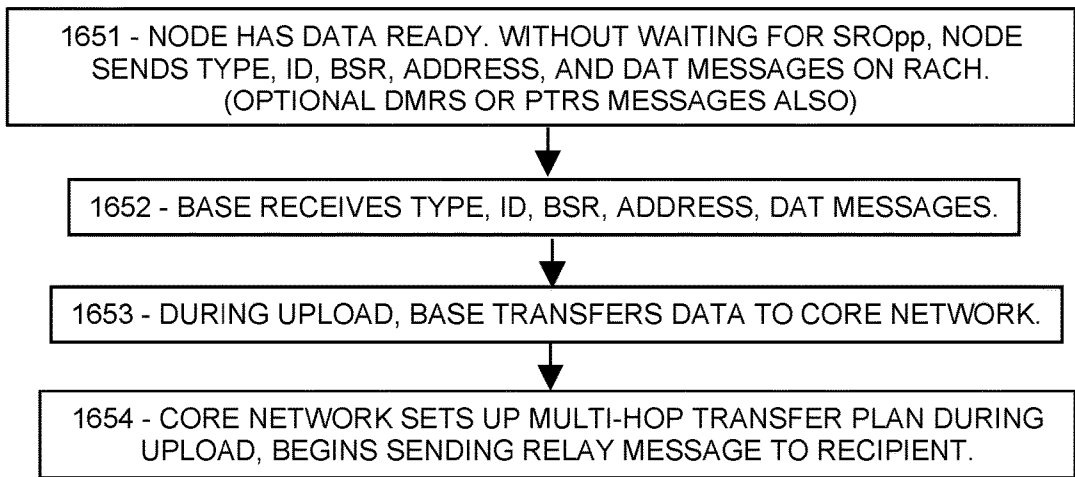 1651 - NODE HAS DATA READY. WITHOUT WAITING FOR SROpp, NODE
SENDS TYPE, ID, BSR, ADDRESS, AND DAT MESSAGES ON RACH.
(OPTIONAL DMRS OR PTRS MESSAGES ALSO)
1652 - BASE RECEIVES TYPE, ID, BSR, ADDRESS, DAT MESSAGES.
1653 - DURING UPLOAD, BASE TRANSFERS DATA TO CORE NETWORK.
1654 - CORE NETWORK SETS UP MULTI-HOP TRANSFER PLAN DURING
UPLOAD, BEGINS SENDING RELAY MESSAGE TO RECIPIENT.